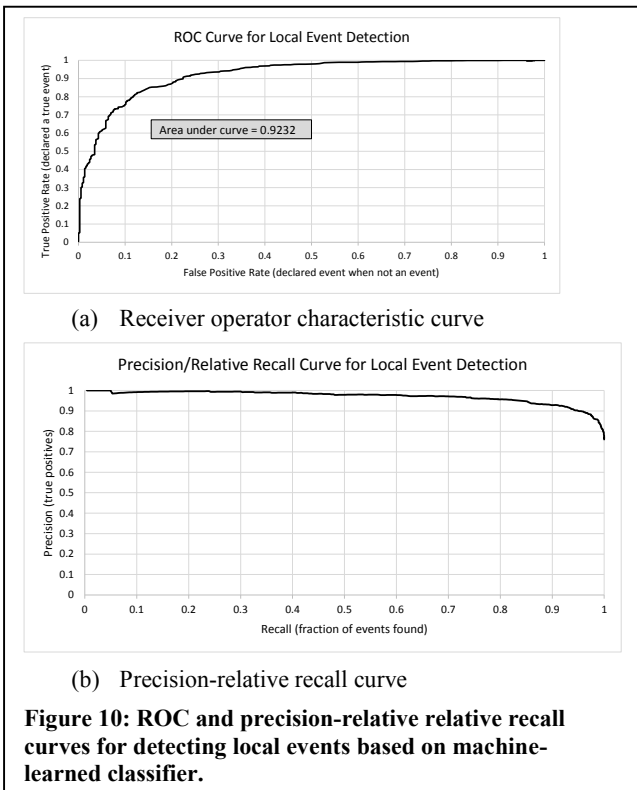 ROC Curve for Local Event Detection
True Positive Rate (declared a true event)
1
0.9
0.8
0.7
0.6
0.5
0.4
0.3
0.2
0.1
0
Area under curve = 0.9232
0 0.1 0.2 0.3 0.4 0.5 0.6 0.7 0.8 0.9 1
False Positive Rate (declared event when not an event)
(a) Receiver operator characteristic curve
Precision/Relative Recall Curve for Local Event Detection
Precision (true positives)
1
0.9
0.8
0.7
0.6
0.5
0.4
0.3
0.2
0.1
0
0 0.1 0.2 0.3 0.4 0.5 0.6 0.7 0.8 0.9 1
Recall (fraction of events found)
(b) Precision-relative recall curve
Figure 10: ROC and precision-relative relative recall
curves for detecting local events based on machine-
learned classifier.